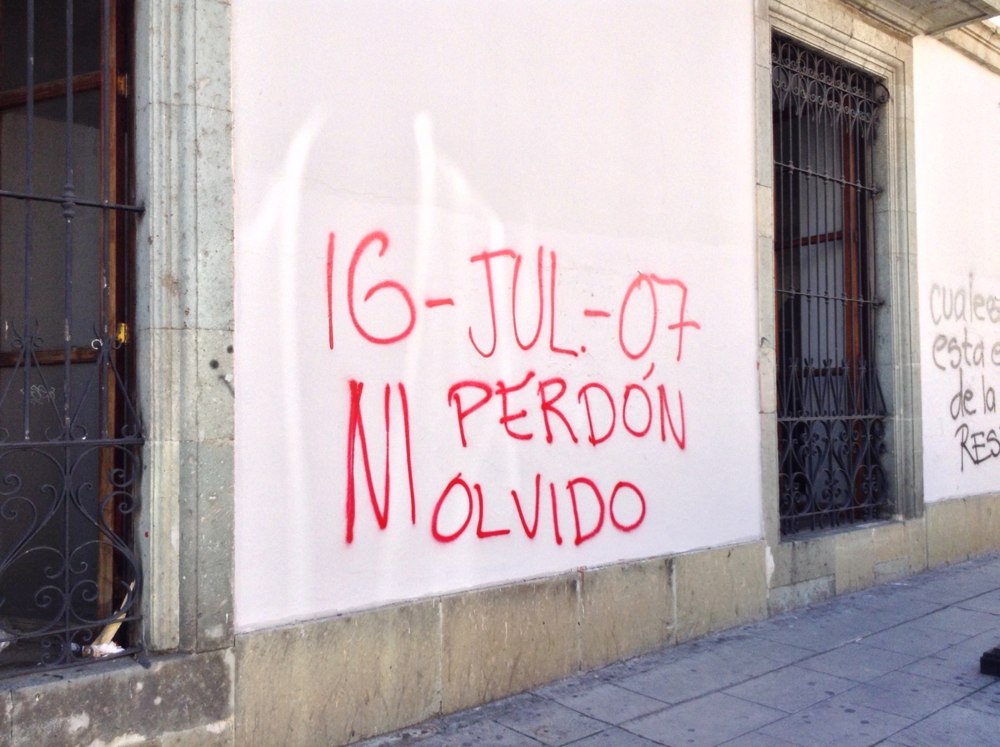 16-JUL.-07
NI PERDÓN
OLVIDO
esta
de la